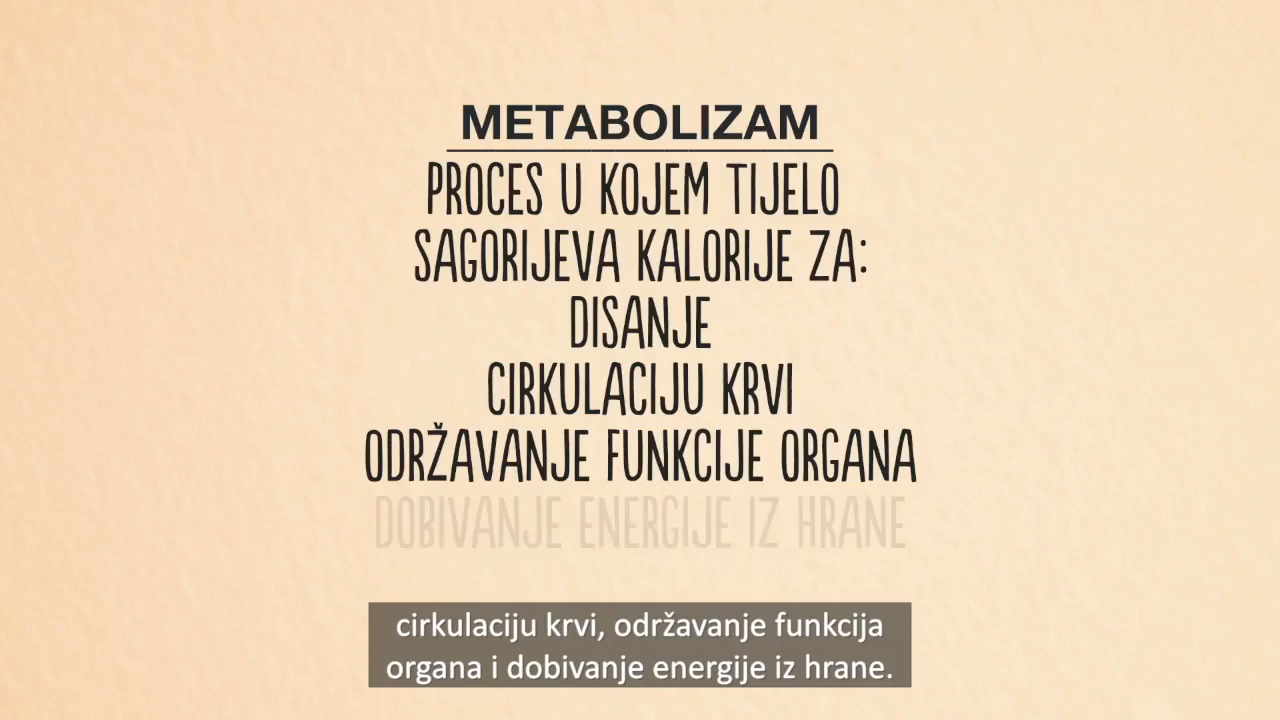 METABOLIZAM
PROCES U KOJEM TIJELO
SAGORIJEVA KALORIJE ZA:
DISANJE
CIRKULACIJU KRVI
ODRŽAVANJE FUNKCIJE ORGANA
DOBIVANJE ENERGIJE IZ HRANE
cirkulaciju krvi, održavanje funkcija
organa i dobivanje energije iz hrane.